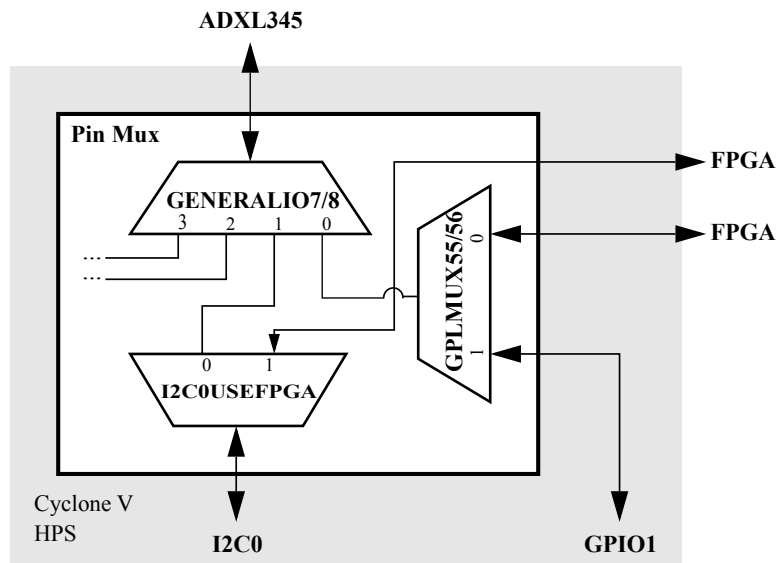 ADXL345
Pin Mux
FPGA
GENERALIO7/8
3 2 1 0
FPGA
...
...
GPLMUX55/56
0
1
0 1
I2C0USEFPGA
Cyclone V
HPS
I2C0
GPIO1